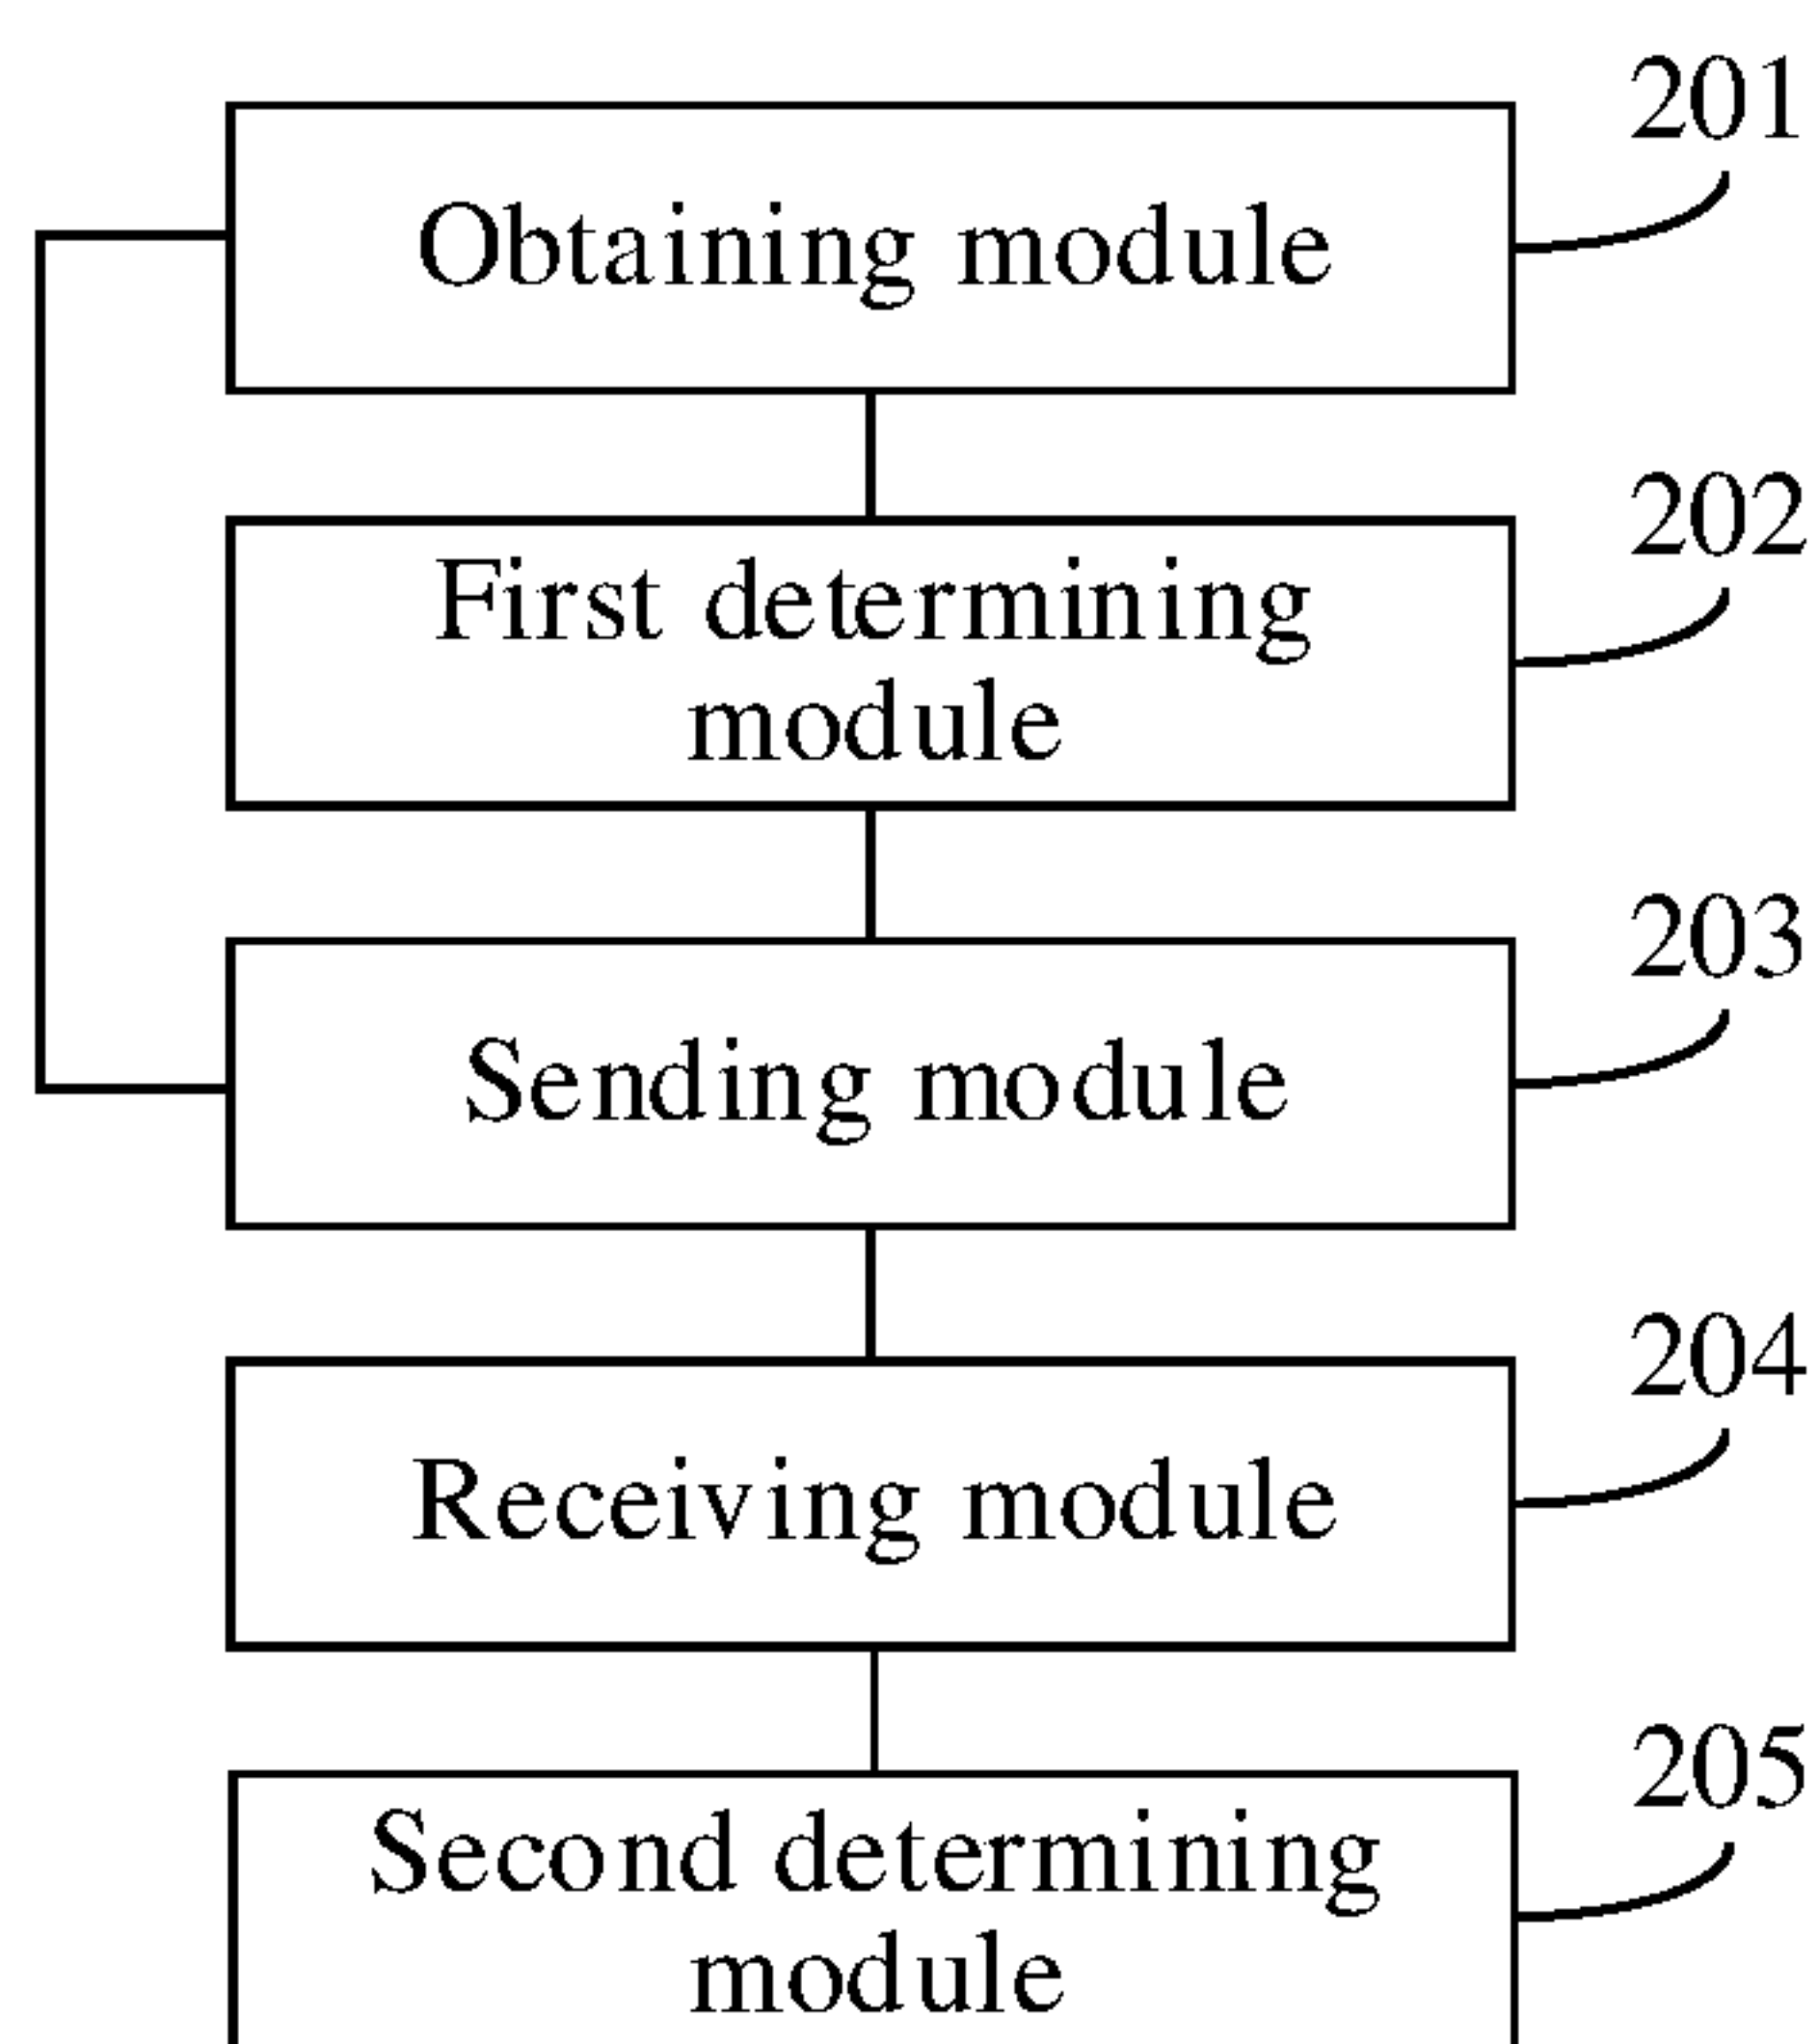 201
Obtaining module
202
First determining
module
203
Sending module
204
Receiving module
205
Second determining
module